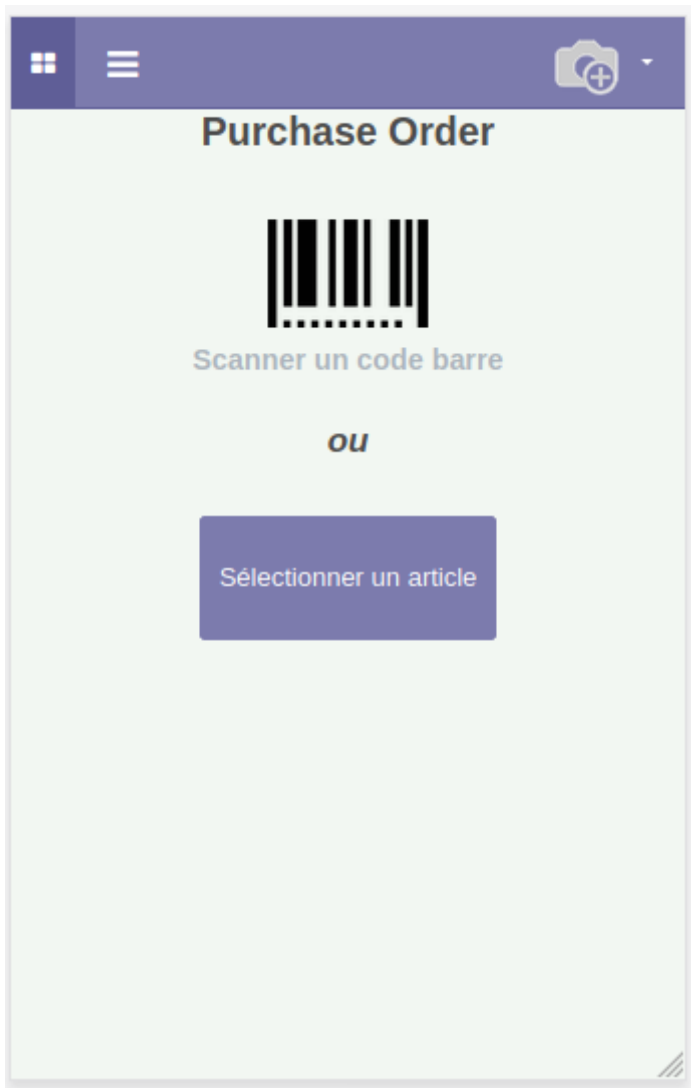 Purchase Order
Scanner un code barre
ou
Sélectionner un article